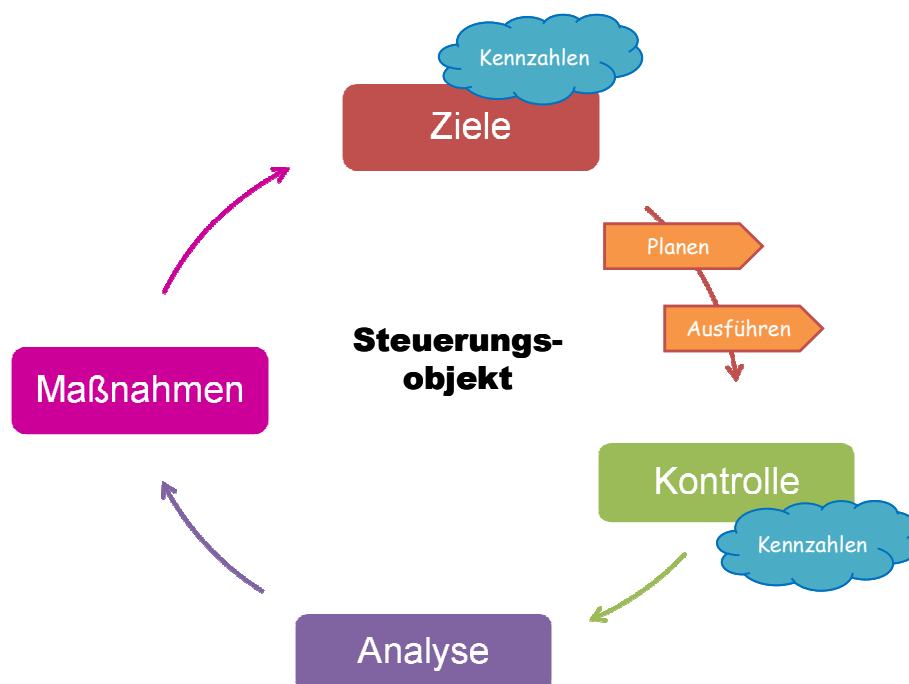 Kennzahlen
Ziele
Planen
Ausführen
Steuerungs-
objekt
Maßnahmen
Kontrolle
Kennzahlen
Analyse